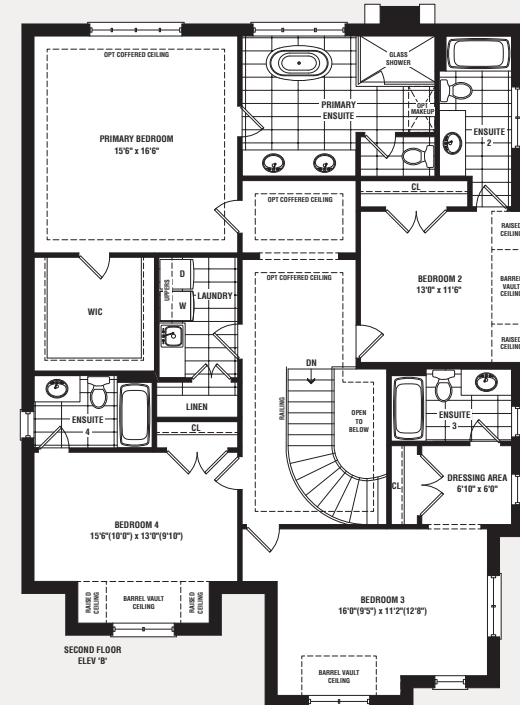 OPT COFFERED CEILING
PRIMARY BEDROOM
15'6" x 16'6"
PRIMARY
ENSUITE
GLASS
SHOWER
OPT
MAKEUP
ENSUITE
2
CL
OPT COFFERED CEILING
RAISED
CEILING
BARREL
VAULT
CEILING
RAISED
CEILING
BEDROOM 2
13'0" x 11'6"
WIC
UPPERS
D
W
LAUNDRY
OPT COFFERED CEILING
DN
RAILING
OPEN
TO
BELOW
LINEN
CL
ENSUITE
4
ENSUITE
3
CL
DRESSING AREA
6'10" x 6'0"
BEDROOM 4
15'6"(10'0") x 13'0"(9'10")
RAISED
CEILING
BARREL VAULT
CEILING
RAISED
CEILING
BEDROOM 3
16'0"(9'5") x 11'2"(12'8")
BARREL VAULT
CEILING
SECOND FLOOR
ELEV 'B'